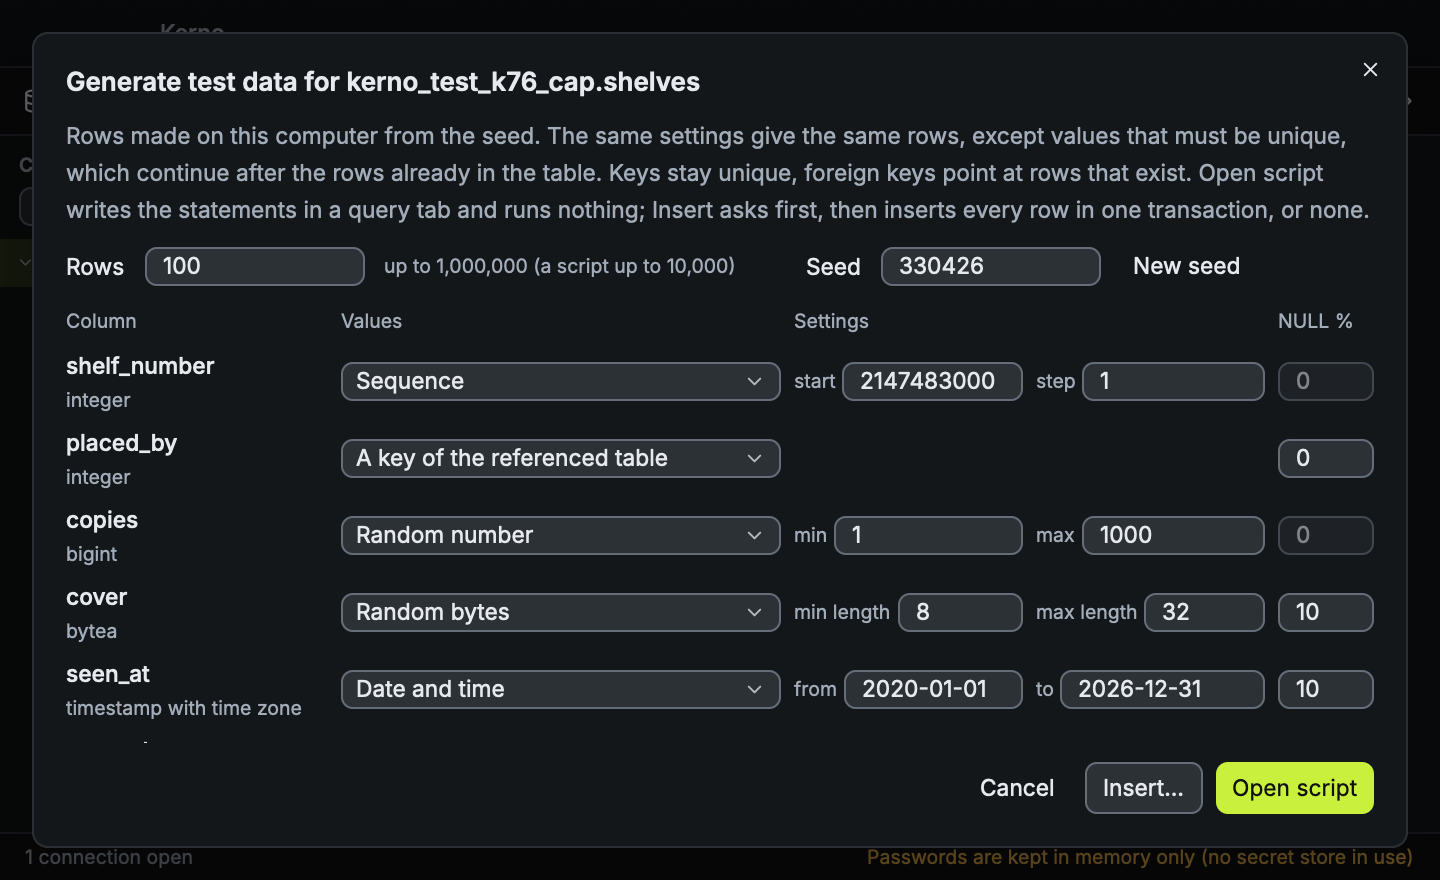 Generate test data for kerno_test_k76_cap.shelves
Rows made on this computer from the seed. The same settings give the same rows, except values that must be unique,
which continue after the rows already in the table. Keys stay unique, foreign keys point at rows that exist. Open script
writes the statements in a query tab and runs nothing; Insert asks first, then inserts every row in one transaction, or none.
Rows 100 up to 1,000,000 (a script up to 10,000) Seed 330426 New seed
Column Values Settings NULL %
shelf_number
integer
Sequence start 2147483000 step 1 0
placed_by
integer
A key of the referenced table 0
copies
bigint
Random number min 1 max 1000 0
cover
bytea
Random bytes min length 8 max length 32 10
seen_at
timestamp with time zone
Date and time from 2020-01-01 to 2026-12-31 10
Cancel Insert... Open script
1 connection open Passwords are kept in memory only (no secret store in use)